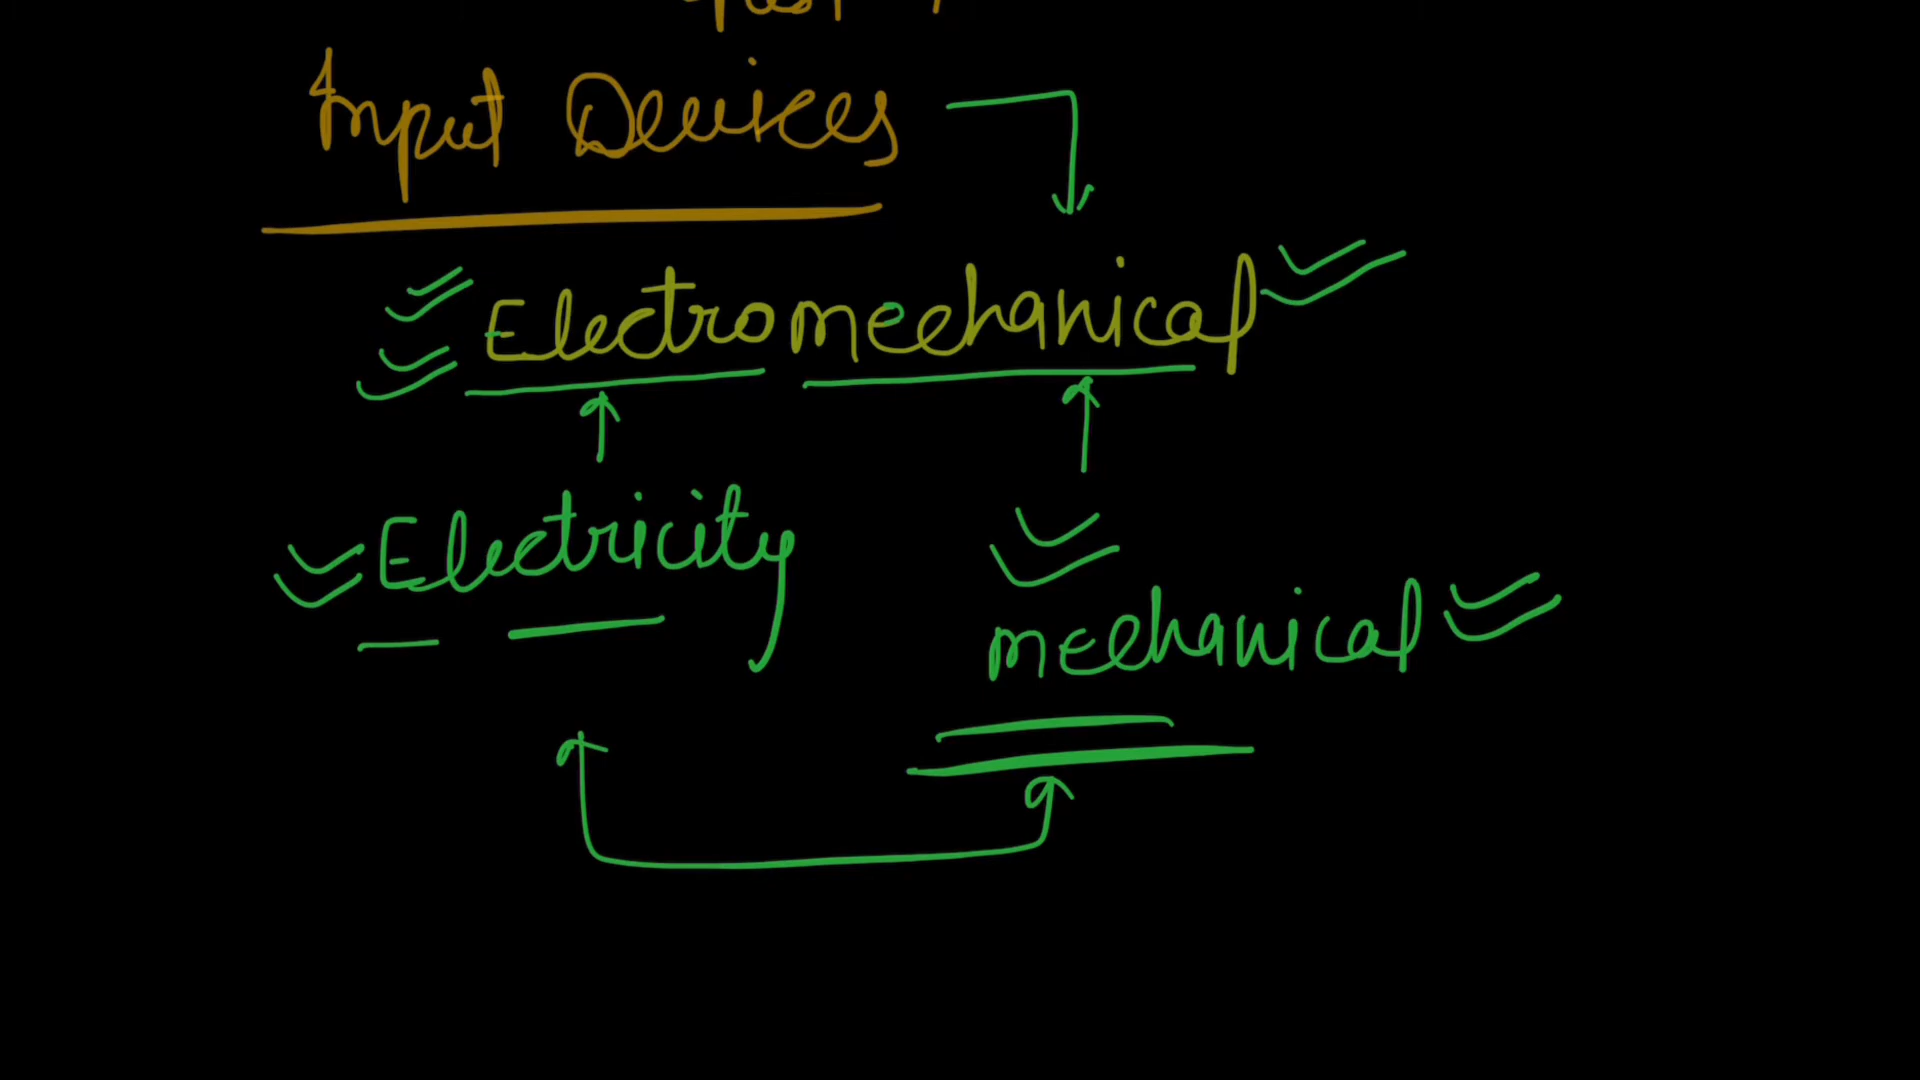 Input Devices
Electromechanical
Electricity
mechanical